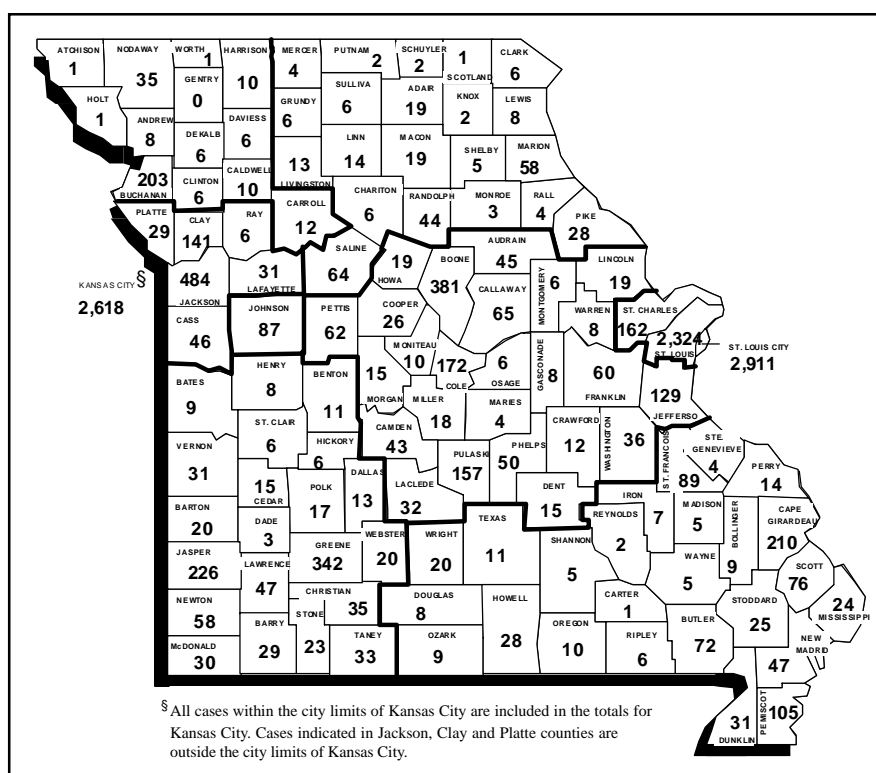 ATCHISON 1
NODAWAY 35
WORTH 1
HARRISON 10
MERCER 4
PUTNAM 2
SCHUYLER 2
1 SCOTLAND
CLARK 6
HOLT 1
ANDREW 8
GENTRY 0
DEKALB 6
DAVIESS 6
GRUNDY 6
SULLIVA 6
ADAIR 19
KNOX 2
LEWIS 8
LINN 14
MACON 19
SHELBY 5
MARION 58
203 BUCHANAN
CLINTON 6
CALDWELL 10
13 LIVINGSTON
CHARITON 6
RANDOLPH 44
MONROE 3
RALL 4
PIKE 28
PLATTE 29
CLAY 141
RAY 6
CARROLL 12
SALINE 64
19 HOWA
BOONE 381
AUDRAIN 45
LINCOLN 19
KANSAS CITY §
2,618
484 JACKSON
31 LAFAYETTE
CALLAWAY 65
MONTGOMERY 6
WARREN 8
ST. CHARLES 162
2,324 ST. LOUIS
ST. LOUIS CITY
2,911
CASS 46
JOHNSON 87
PETTIS 62
COOPER 26
MONITEAU 10
172 COLE
6 OSAGE
GASCONADE 8
60 FRANKLIN
129 JEFFERSO
BATES 9
HENRY 8
BENTON 11
15 MORGAN
MILLER 18
MARIES 4
CRAWFORD 12
WASHINGTON 36
STE. GENEVIEVE 4
ST. FRANCOIS 89
PERRY 14
VERNON 31
ST. CLAIR 6
HICKORY 6
CAMDEN 43
PULASKI 157
PHELPS 50
DENT 15
IRON 7
MADISON 5
BOLLINGER 9
CAPE GIRARDEAU 210
BARTON 20
15 CEDAR
POLK 17
DALLAS 13
LACLEDE 32
TEXAS 11
REYNOLDS 2
DADE 3
JASPER 226
LAWRENCE 47
GREENE 342
WEBSTER 20
WRIGHT 20
SHANNON 5
WAYNE 5
SCOTT 76
24 MISSISSIPPI
NEWTON 58
CHRISTIAN 35
DOUGLAS 8
HOWELL 28
CARTER 1
BUTLER 72
STODDARD 25
NEW MADRID 47
McDONALD 30
BARRY 29
STONE 23
TANEY 33
OZARK 9
OREGON 10
RIPLEY 6
31 DUNKLIN
PEMISCOT 105
§ All cases within the city limits of Kansas City are included in the totals for
Kansas City. Cases indicated in Jackson, Clay and Platte counties are
outside the city limits of Kansas City.